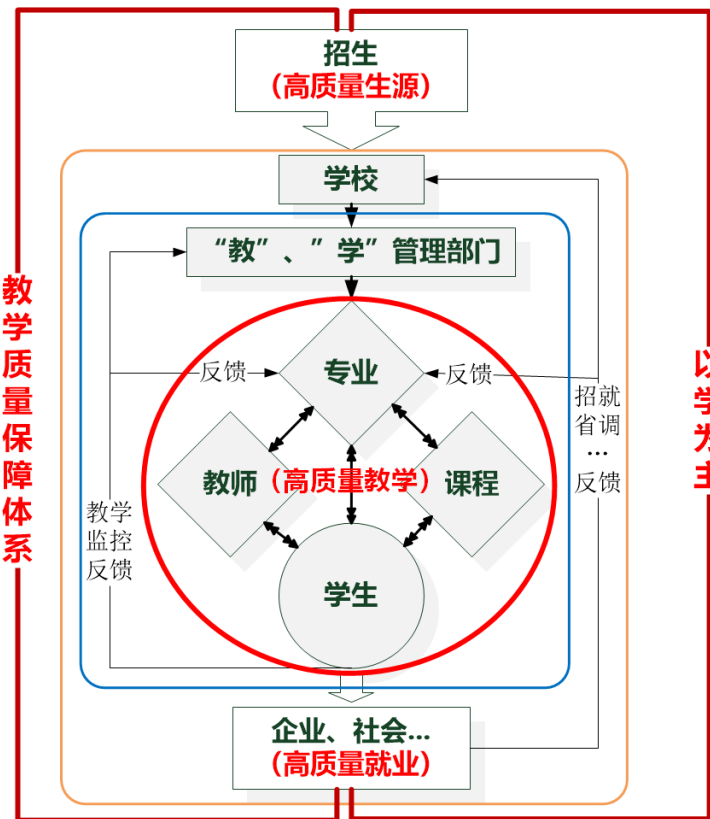 招生
（高质量生源）
学校
“教”、”学”管理部门
专业
反馈
反馈
教师
（高质量教学）
课程
学生
教学
监控
反馈
招就
省调
...
反馈
企业、社会...
（高质量就业）
教学质量保障体系
以学为主